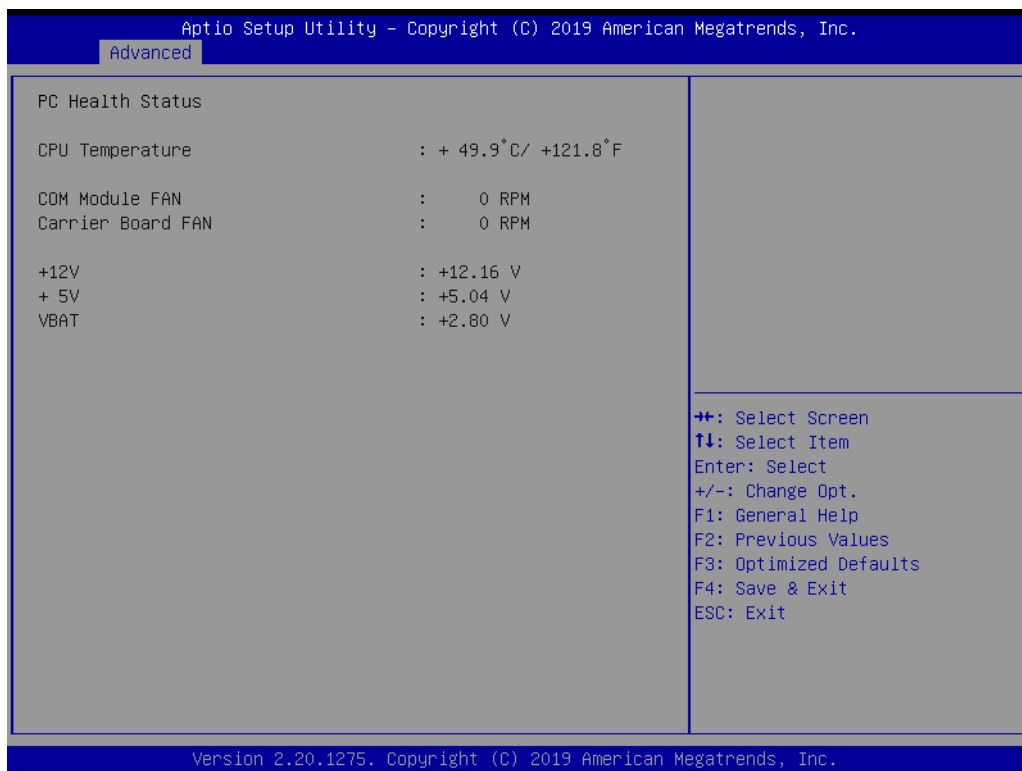 Aptio Setup Utility – Copyright (C) 2019 American Megatrends, Inc.
Advanced
PC Health Status
CPU Temperature : + 49.9°C/ +121.8°F
COM Module FAN : 0 RPM
Carrier Board FAN : 0 RPM
+12V : +12.16 V
+ 5V : +5.04 V
VBAT : +2.80 V
→←: Select Screen
↑↓: Select Item
Enter: Select
+/-: Change Opt.
F1: General Help
F2: Previous Values
F3: Optimized Defaults
F4: Save & Exit
ESC: Exit
Version 2.20.1275. Copyright (C) 2019 American Megatrends, Inc.